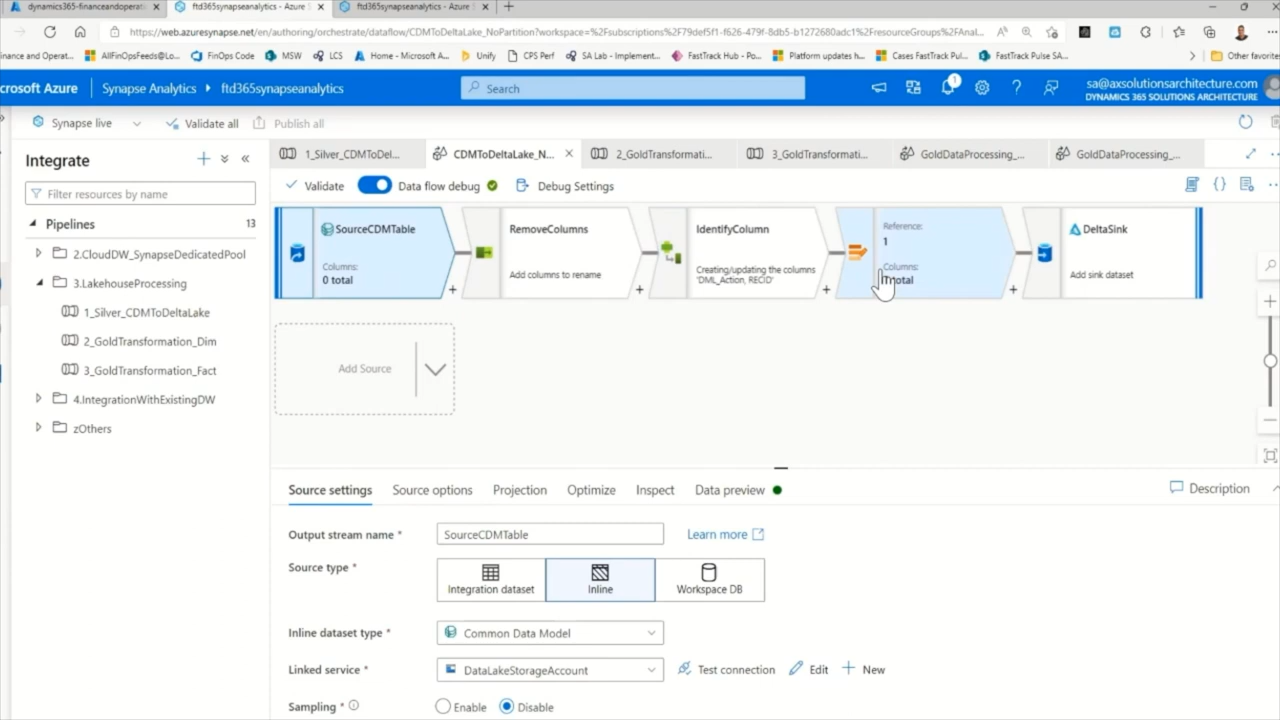 dynamics365-financeandoperati
ftd365synapseanalytics - Azure S
ftd365synapseanalytics - Azure S
https://web.azuresynapse.net/en/authoring/orchestrate/dataflow/CDMToDeltaLake_NoPartition?workspace=%2Fsubscriptions%2F79def5f1-f626-479f-8db5-b1272680adc1%2FresourceGroups%2FAnal...
inance and Operat...
AllFinOpsFeeds@Lo...
FinOps Code
MSW
LCS
Home - Microsoft A...
Unify
CPS Perf
SA Lab - Implement...
FastTrack Hub - Po...
Platform updates h...
Cases FastTrack Pul...
FastTrack Pulse SA...
Other favorites
crosoft Azure
Synapse Analytics
ftd365synapseanalytics
Search
1
sa@axsolutionsarchitecture.com
DYNAMICS 365 SOLUTIONS ARCHITECTURE
Synapse live
Validate all
Publish all
Integrate
1_Silver_CDMToDel...
CDMToDeltaLake_N...
2_GoldTransformati...
3_GoldTransformati...
GoldDataProcessing_...
GoldDataProcessing_...
Filter resources by name
Validate
Data flow debug
Debug Settings
Pipelines
13
2.CloudDW_SynapseDedicatedPool
3.LakehouseProcessing
1_Silver_CDMToDeltaLake
2_GoldTransformation_Dim
3_GoldTransformation_Fact
4.IntegrationWithExistingDW
zOthers
SourceCDMTable
Columns:
0 total
RemoveColumns
Add columns to rename
IdentifyColumn
Creating/updating the columns
'DML_Action, RECID'
Reference:
1
Columns:
total
DeltaSink
Add sink dataset
Add Source
Source settings
Source options
Projection
Optimize
Inspect
Data preview
Description
Output stream name *
SourceCDMTable
Learn more
Source type *
Integration dataset
Inline
Workspace DB
Inline dataset type *
Common Data Model
Linked service *
DataLakeStorageAccount
Test connection
Edit
New
Sampling *
Enable
Disable